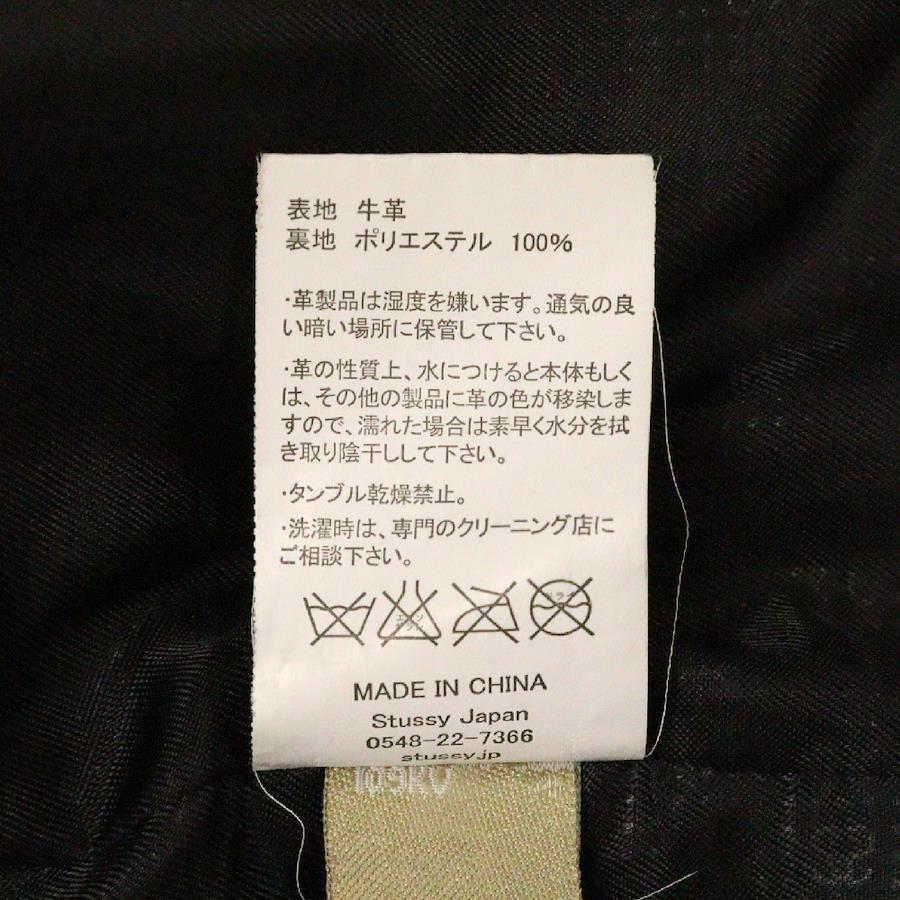 表地 牛革
裏地 ポリエステル 100%
・革製品は湿度を嫌います。通気の良
い暗い場所に保管して下さい。
・革の性質上、水につけると本体もしく
は、その他の製品に革の色が移染しま
すので、濡れた場合は素早く水分を拭
き取り陰干しして下さい。
・タンブル乾燥禁止。
・洗濯時は、専門のクリーニング店に
ご相談下さい。
MADE IN CHINA
Stussy Japan
0548-22-7366
stussy.jp